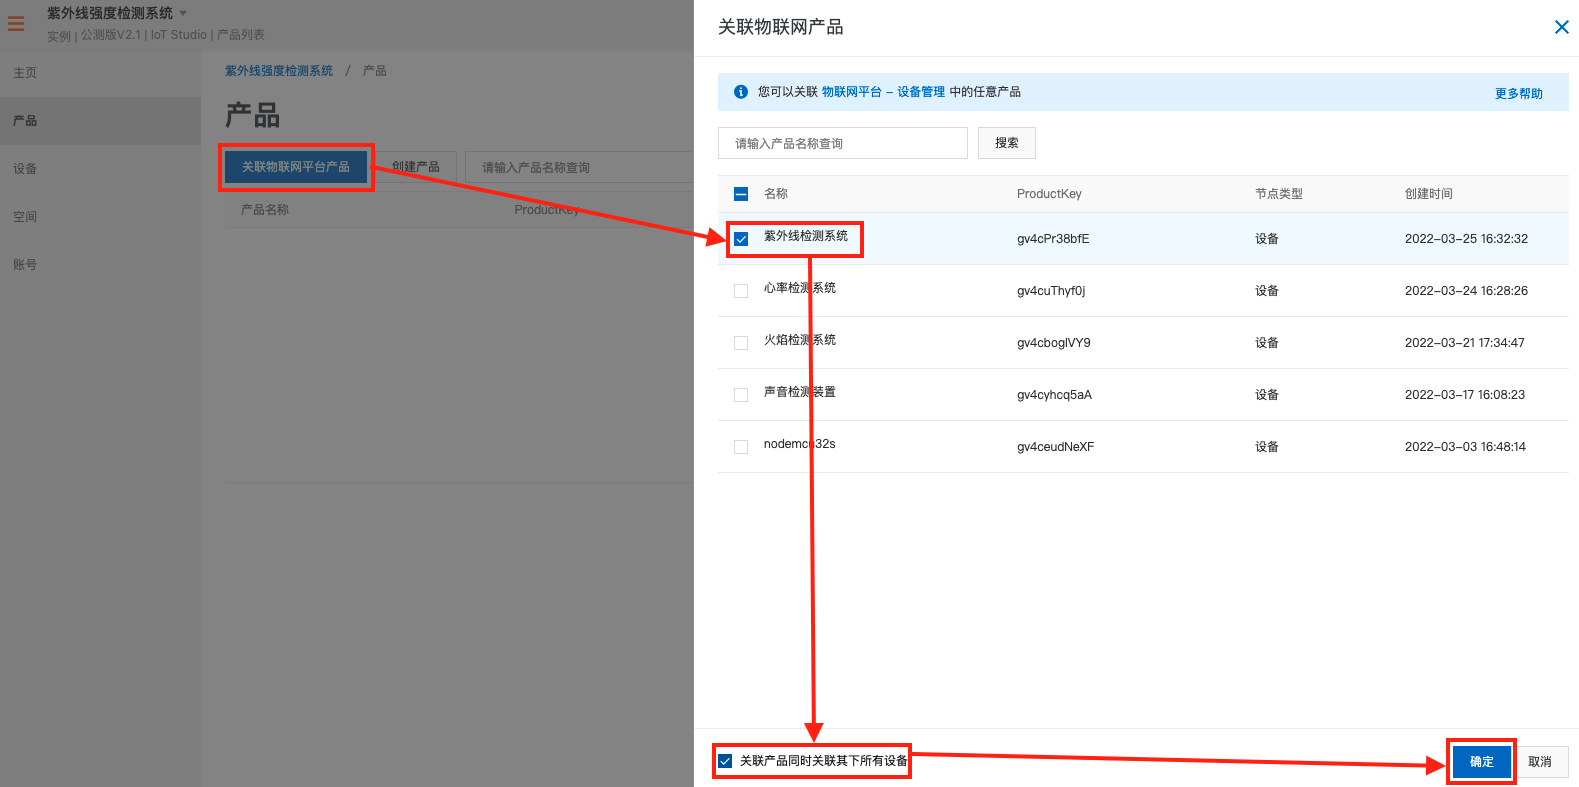 紫外线强度检测系统
实例 | 公测版V2.1 | IoT Studio | 产品列表
主页
产品
设备
空间
账号
紫外线强度检测系统 / 产品
产品
关联物联网平台产品 创建产品 请输入产品名称查询
产品名称 ProductKey
关联物联网产品
您可以关联 物联网平台 – 设备管理 中的任意产品 更多帮助
请输入产品名称查询 搜索
名称 ProductKey 节点类型 创建时间
紫外线检测系统 gv4cPr38bfE 设备 2022-03-25 16:32:32
心率检测系统 gv4cuThyf0j 设备 2022-03-24 16:28:26
火焰检测系统 gv4cboglVY9 设备 2022-03-21 17:34:47
声音检测装置 gv4cyhcq5aA 设备 2022-03-17 16:08:23
nodemcu32s gv4ceudNeXF 设备 2022-03-03 16:48:14
关联产品同时关联其下所有设备
确定 取消